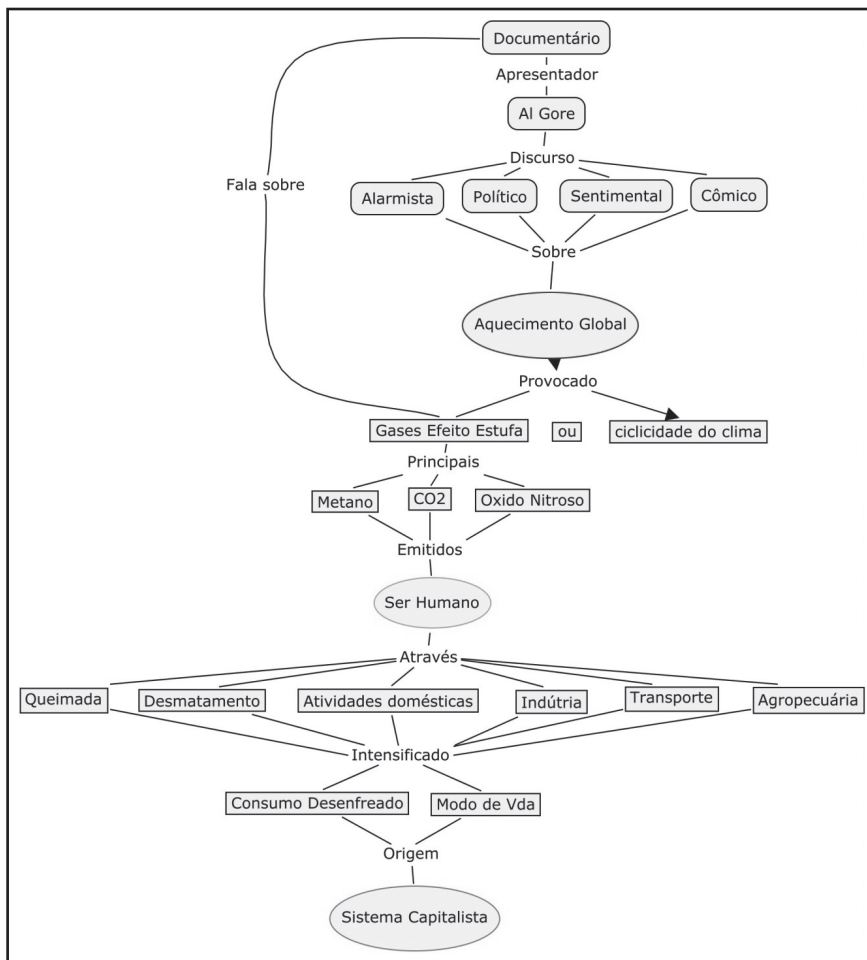 Documentário
Apresentador
Al Gore
Discurso
Fala sobre
Alarmista
Político
Sentimental
Cômico
Sobre
Aquecimento Global
Provocado
Gases Efeito Estufa
ou
ciclicidade do clima
Principais
Metano
CO2
Oxido Nitroso
Emitidos
Ser Humano
Através
Queimada
Desmatamento
Atividades domésticas
Indútria
Transporte
Agropecuária
Intensificado
Consumo Desenfreado
Modo de Vda
Origem
Sistema Capitalista